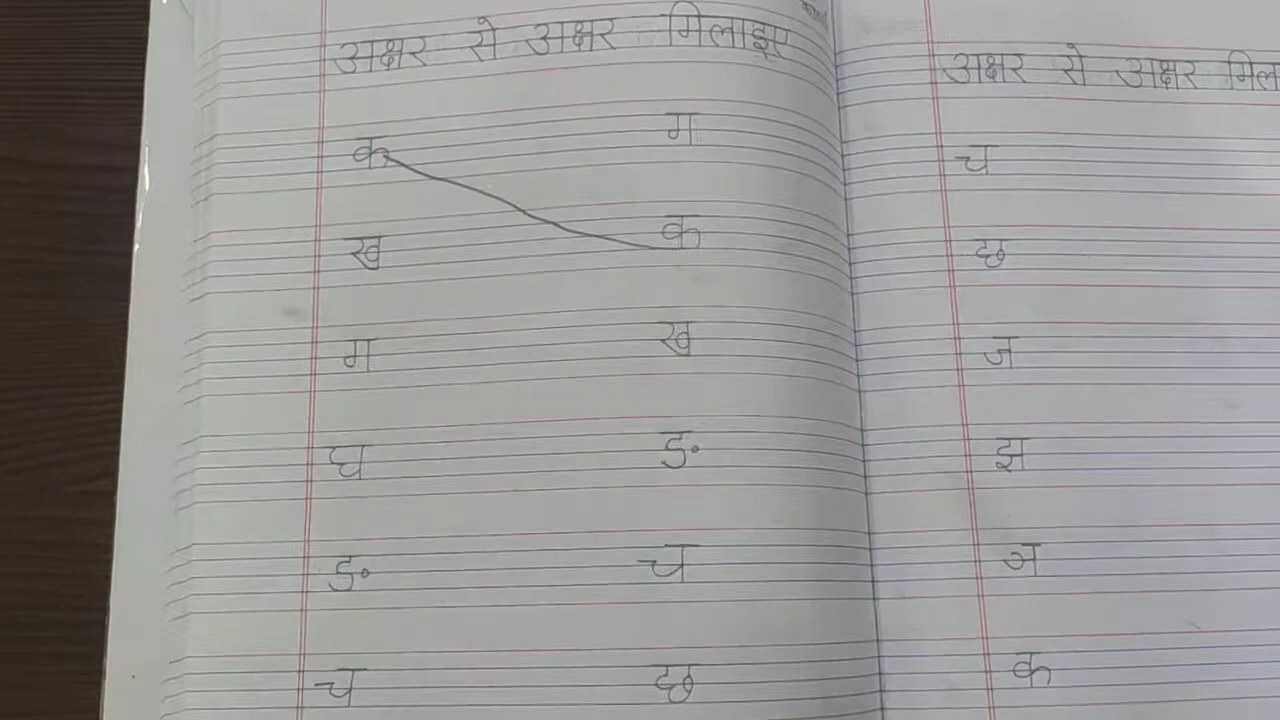 अक्षर से अक्षर मिलाइए
क ग
ख क
ग ख
घ ङ
ङ च
च छ
अक्षर से अक्षर मिल
च
छ
ज
झ
ञ
क